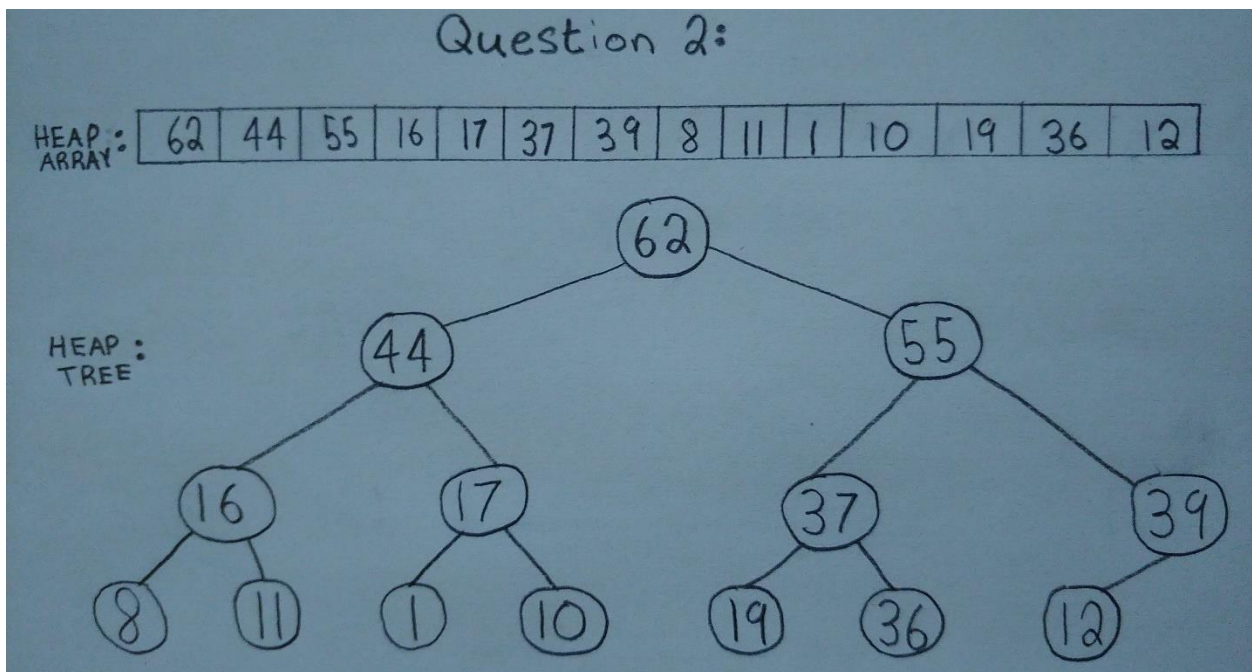 Question 2:
HEAP ARRAY: 62 44 55 16 17 37 39 8 11 1 10 19 36 12
62
HEAP TREE:
44 55
16 17 37 39
8 11 1 10 19 36 12